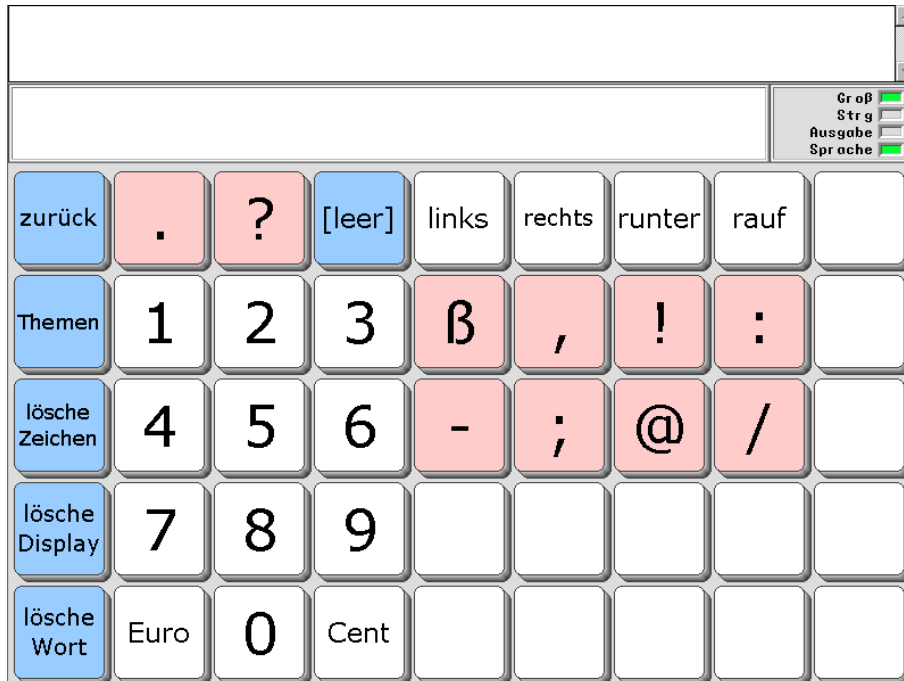 Groß
Strg
Ausgabe
Sprache
zurück . ? [leer] links rechts runter rauf
Themen 1 2 3 ß , ! :
lösche
Zeichen 4 5 6 - ; @ /
lösche
Display 7 8 9
lösche
Wort Euro 0 Cent